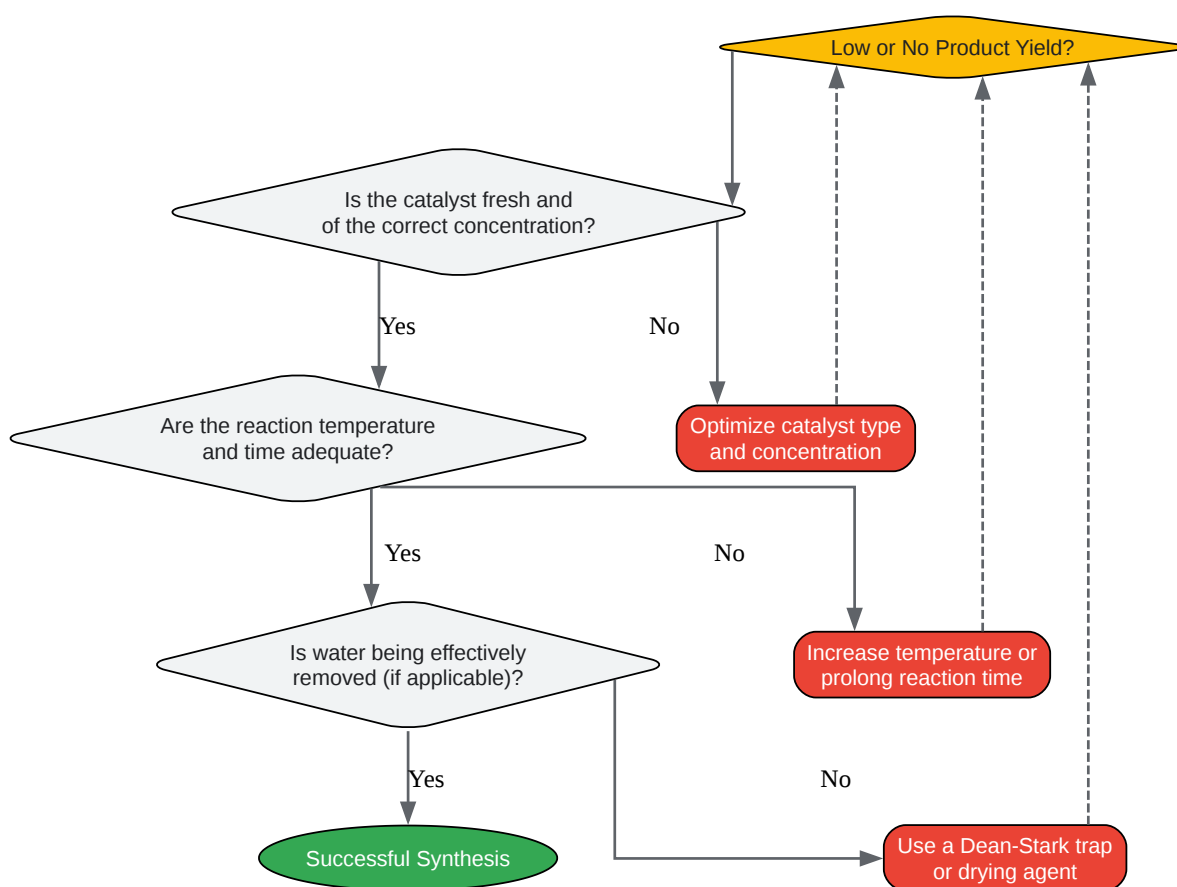 Low or No Product Yield?
Is the catalyst fresh and
of the correct concentration?
Yes
No
Are the reaction temperature
and time adequate?
Optimize catalyst type
and concentration
Yes
No
Is water being effectively
removed (if applicable)?
Increase temperature or
prolong reaction time
Yes
No
Successful Synthesis
Use a Dean-Stark trap
or drying agent